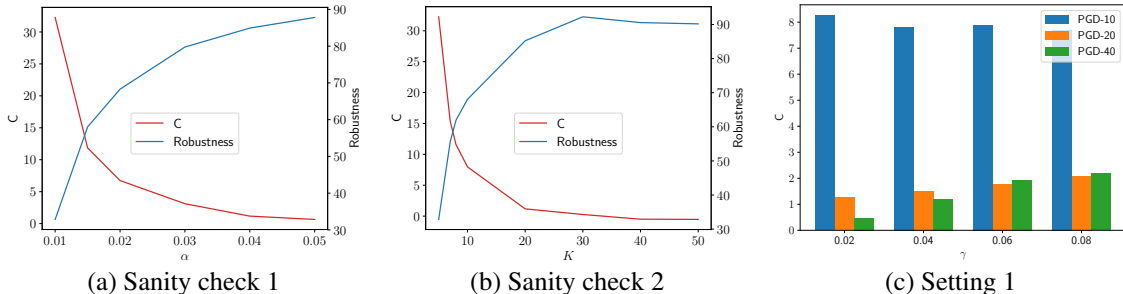 30
25
20
15
10
5
0
C
90
80
70
60
50
40
30
Robustness
C
Robustness
0.01 0.02 0.03 0.04 0.05
α
(a) Sanity check 1
30
25
20
15
10
5
0
C
90
80
70
60
50
40
30
Robustness
C
Robustness
10 20 30 40 50
K
(b) Sanity check 2
8
7
6
5
4
3
2
1
0
C
PGD-10
PGD-20
PGD-40
0.02 0.04 0.06 0.08
γ
(c) Setting 1